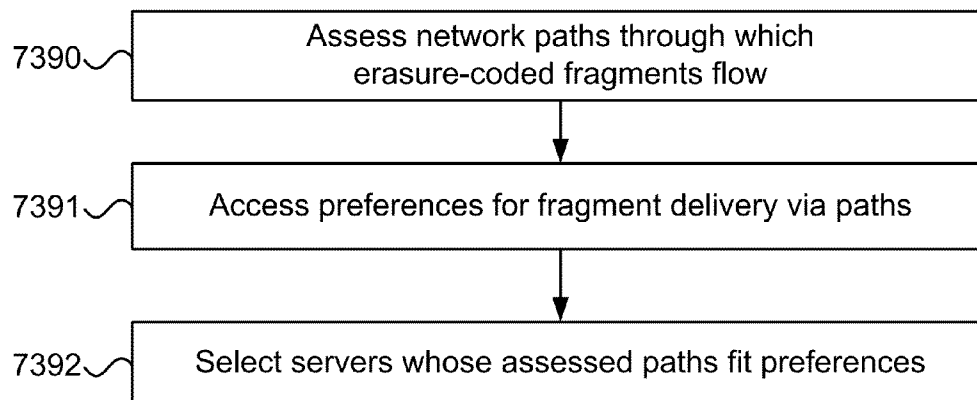 7390
Assess network paths through which
erasure-coded fragments flow
7391
Access preferences for fragment delivery via paths
7392
Select servers whose assessed paths fit preferences